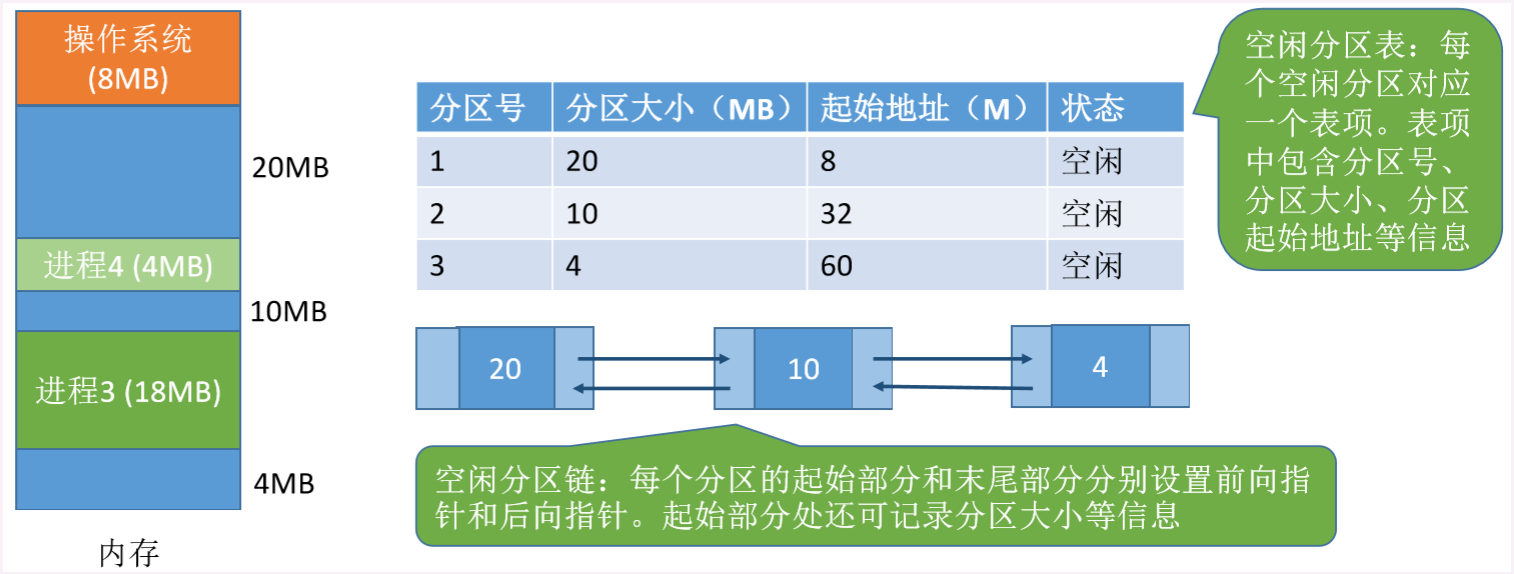 操作系统
(8MB)
20MB
进程4 (4MB)
10MB
进程3 (18MB)
4MB
内存
分区号 分区大小（MB） 起始地址（M） 状态
1 20 8 空闲
2 10 32 空闲
3 4 60 空闲
20 10 4
空闲分区表：每
个空闲分区对应
一个表项。表项
中包含分区号、
分区大小、分区
起始地址等信息
空闲分区链：每个分区的起始部分和末尾部分分别设置前向指
针和后向指针。起始部分处还可记录分区大小等信息